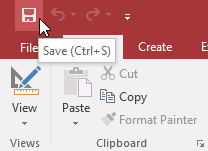 Save (Ctrl+S)
File
Create
View
Paste
Cut
Copy
Format Painter
Views
Clipboard